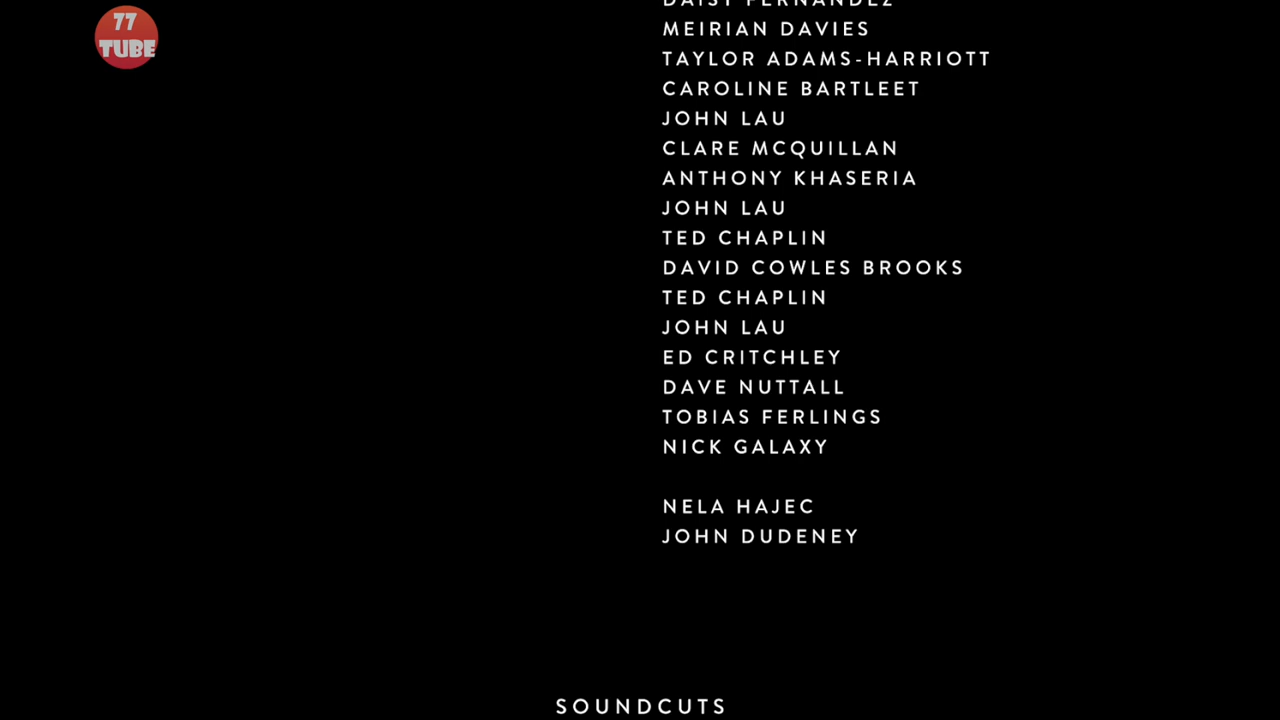 77
TUBE
DAISY FERNANDEZ
MEIRIAN DAVIES
TAYLOR ADAMS-HARRIOTT
CAROLINE BARTLEET
JOHN LAU
CLARE MCQUILLAN
ANTHONY KHASERIA
JOHN LAU
TED CHAPLIN
DAVID COWLES BROOKS
TED CHAPLIN
JOHN LAU
ED CRITCHLEY
DAVE NUTTALL
TOBIAS FERLINGS
NICK GALAXY
NELA HAJEC
JOHN DUDENEY
SOUNDCUTS